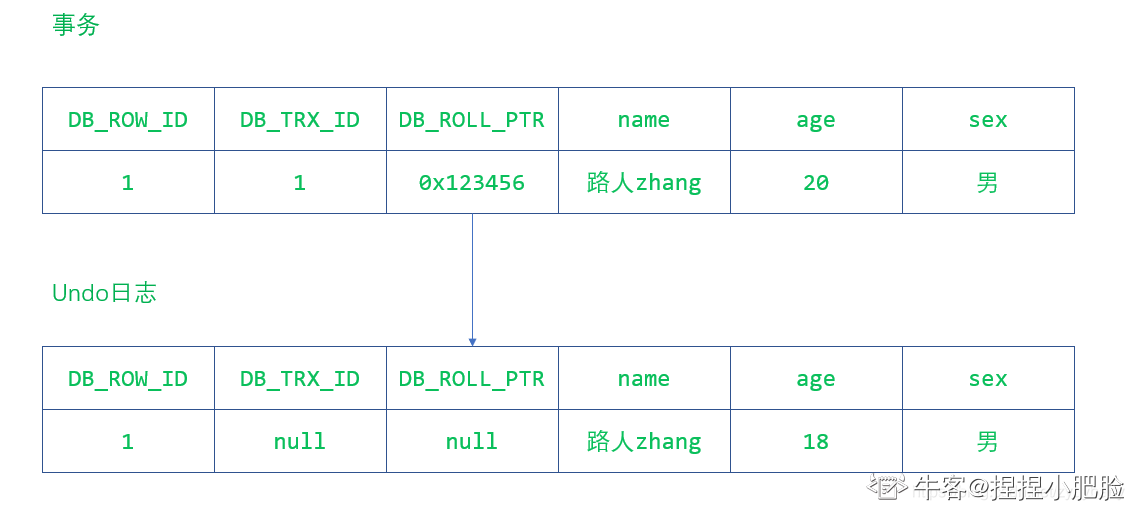 事务
DB_ROW_ID DB_TRX_ID DB_ROLL_PTR name age sex
1 1 0x123456 路人zhang 20 男
Undo日志
DB_ROW_ID DB_TRX_ID DB_ROLL_PTR name age sex
1 null null 路人zhang 18 男
牛客@捏捏小肥脸